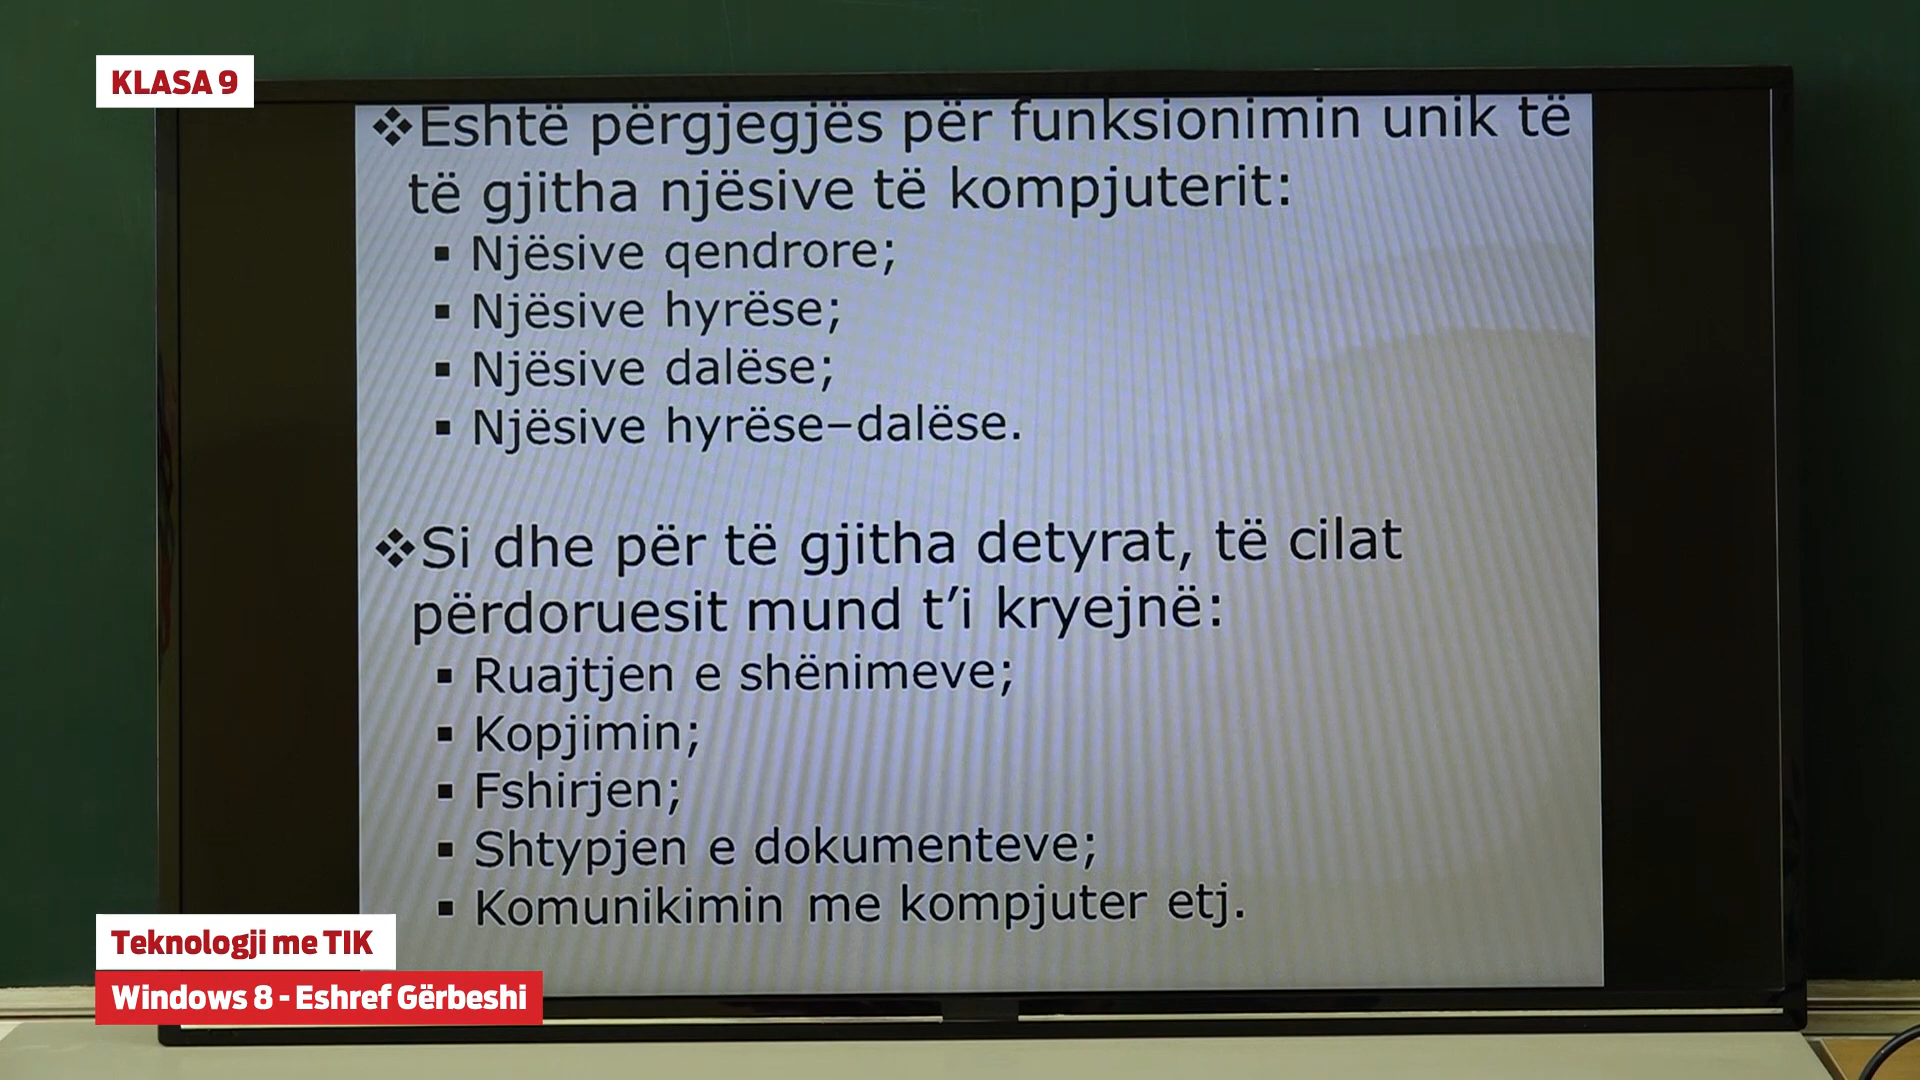 KLASA 9
❖Është përgjegjës për funksionimin unik të
të gjitha njësive të kompjuterit:
▪ Njësive qendrore;
▪ Njësive hyrëse;
▪ Njësive dalëse;
▪ Njësive hyrëse–dalëse.
❖Si dhe për të gjitha detyrat, të cilat
përdoruesit mund t’i kryejnë:
▪ Ruajtjen e shënimeve;
▪ Kopjimin;
▪ Fshirjen;
▪ Shtypjen e dokumenteve;
▪ Komunikimin me kompjuter etj.
Teknologji me TIK
Windows 8 - Eshref Gërbeshi